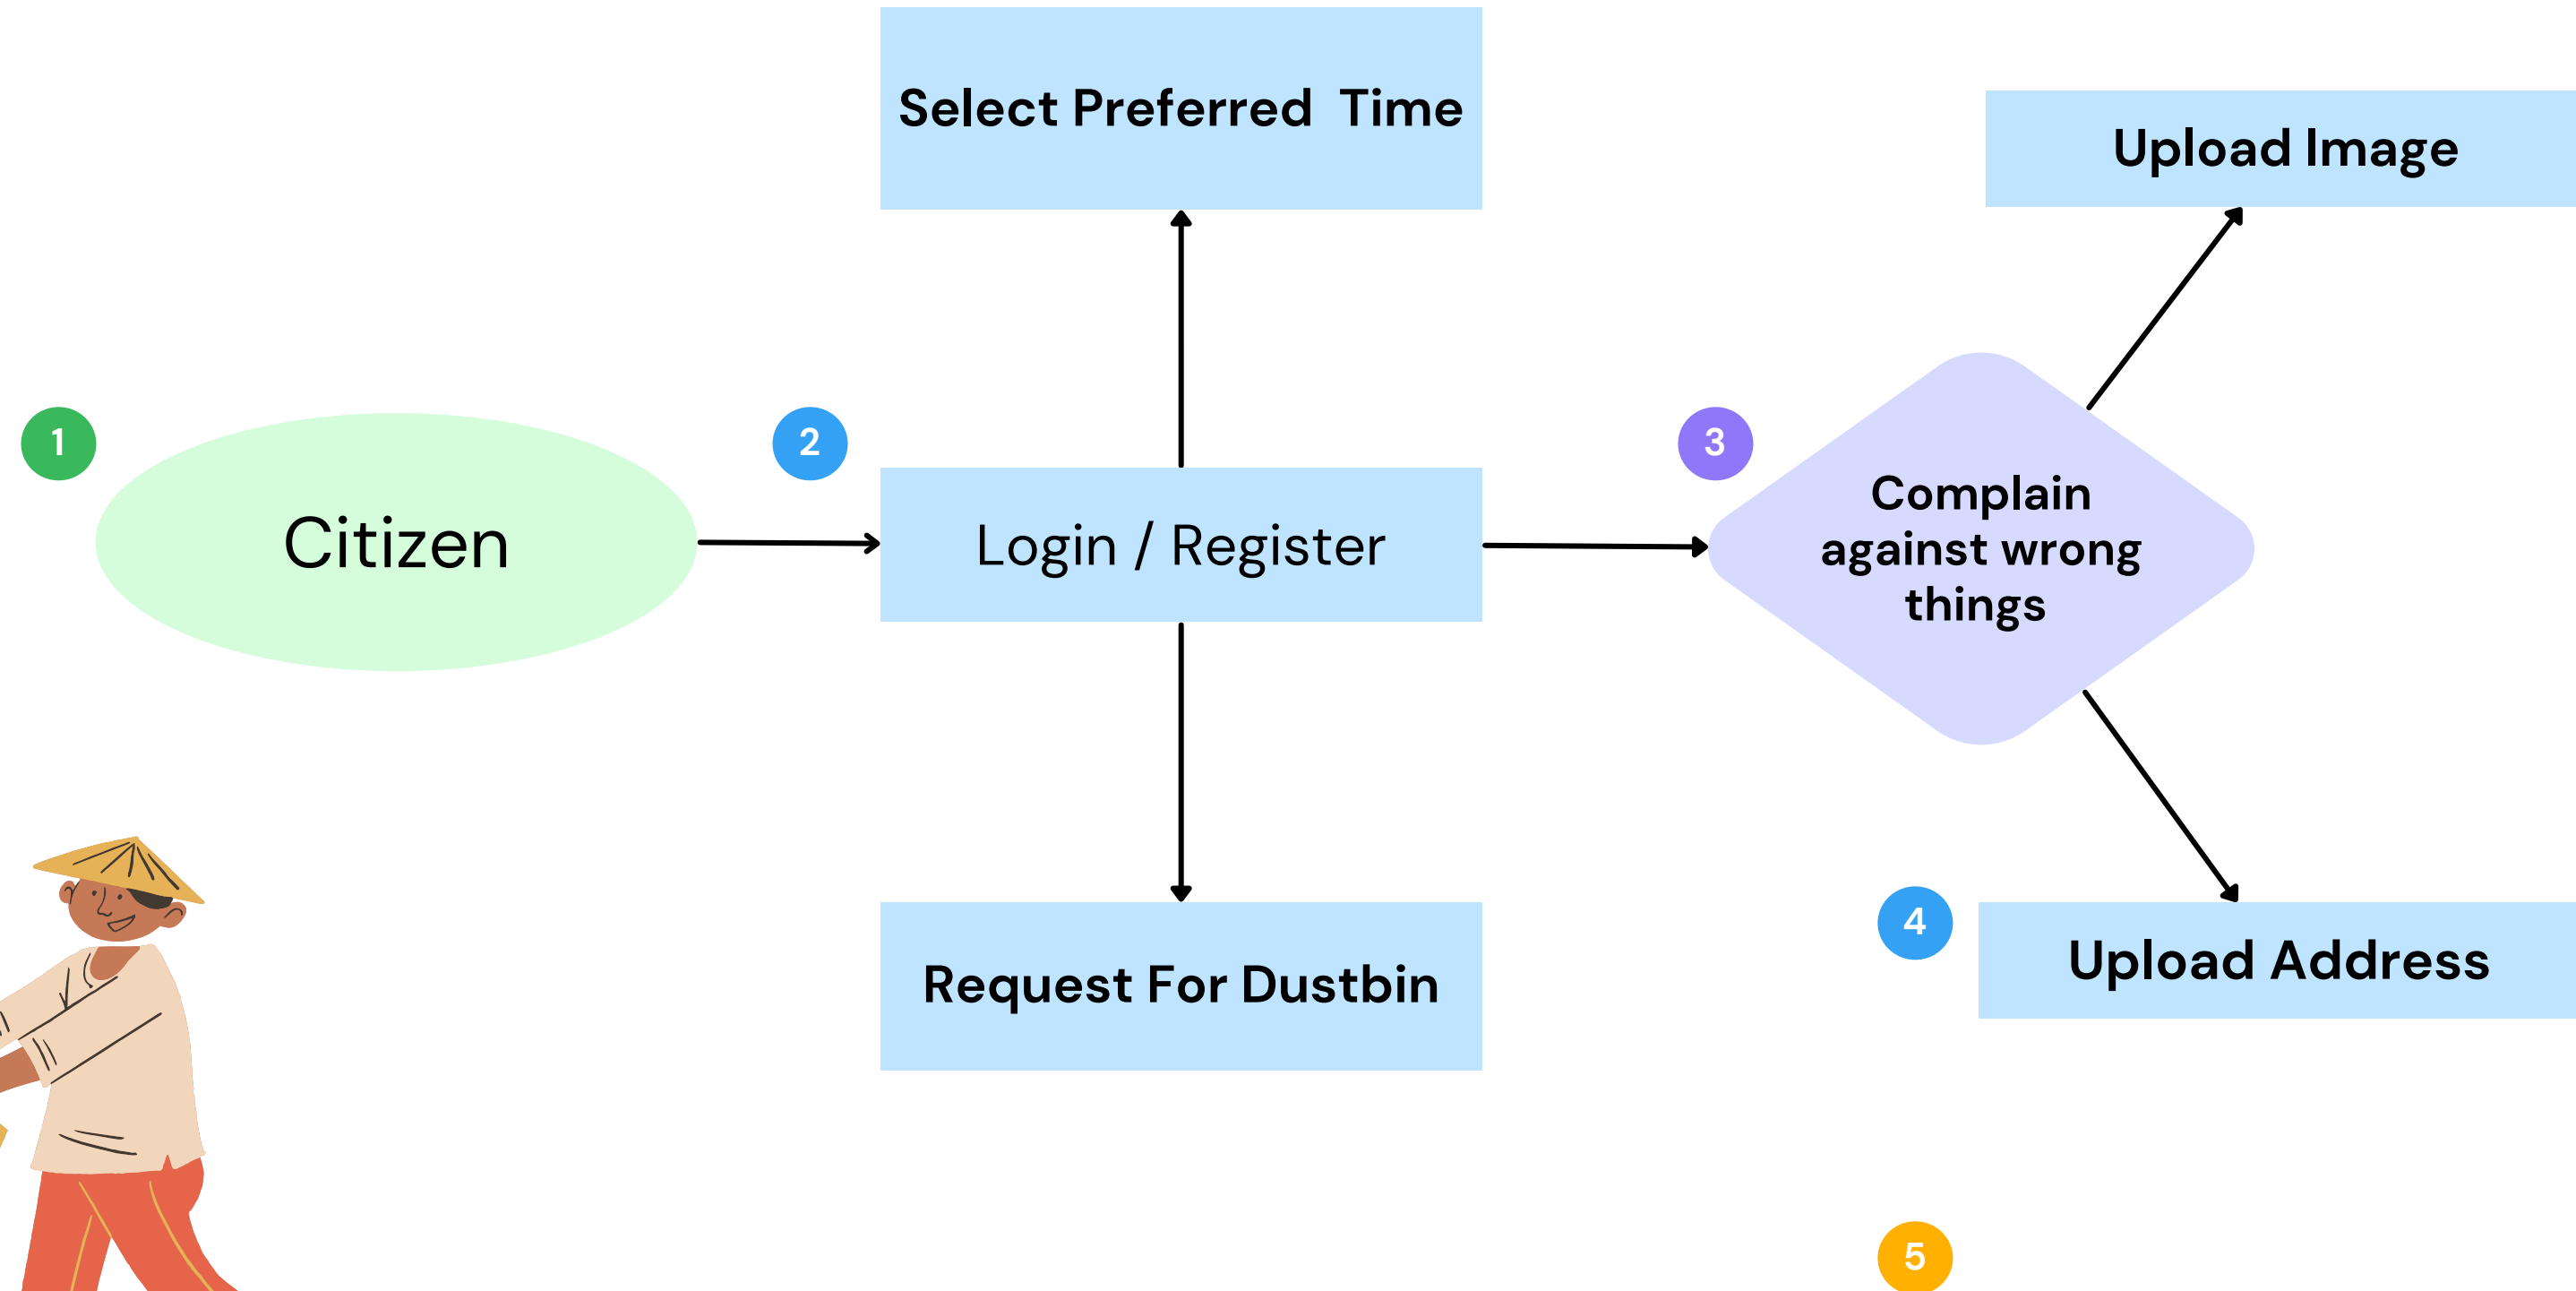 Select Preferred  Time
Upload Image
1
2
3
Citizen
Login / Register
Complain
against wrong
things
4
Upload Address
Request For Dustbin
5